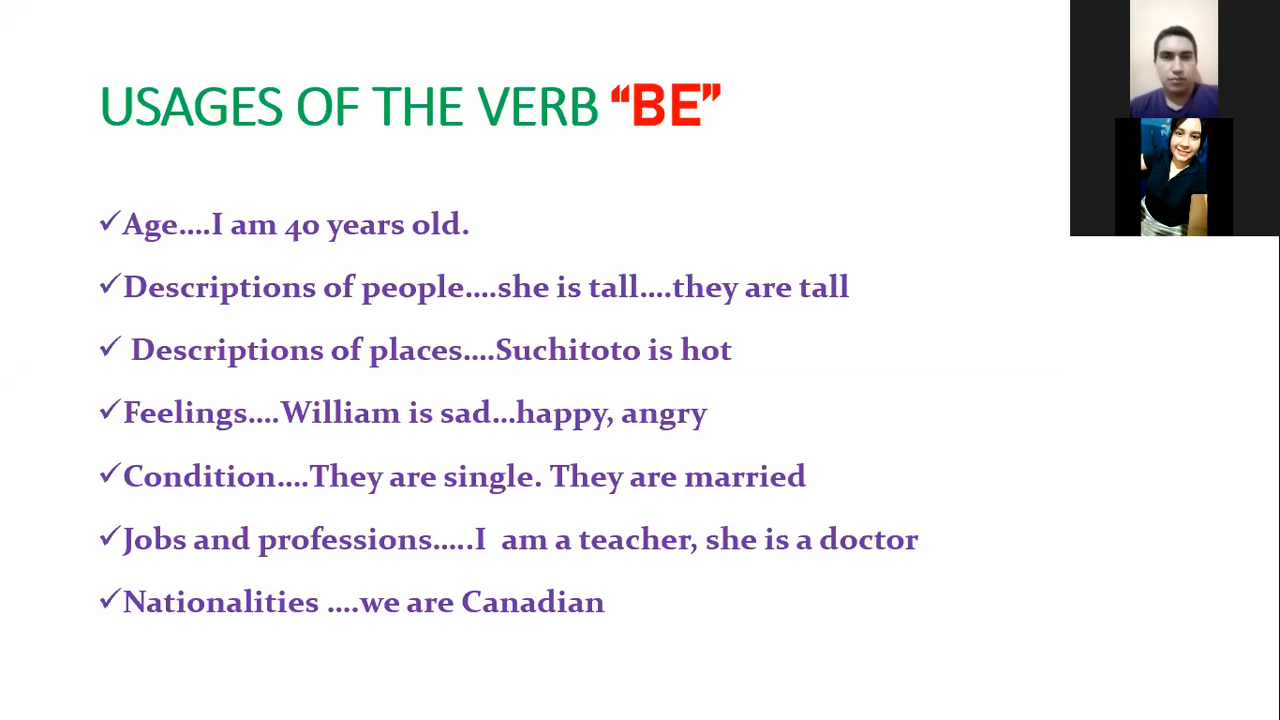 USAGES OF THE VERB “BE”
✓Age....I am 40 years old.
✓Descriptions of people....she is tall....they are tall
✓ Descriptions of places....Suchitoto is hot
✓Feelings....William is sad...happy, angry
✓Condition....They are single. They are married
✓Jobs and professions.....I  am a teacher, she is a doctor
✓Nationalities ....we are Canadian